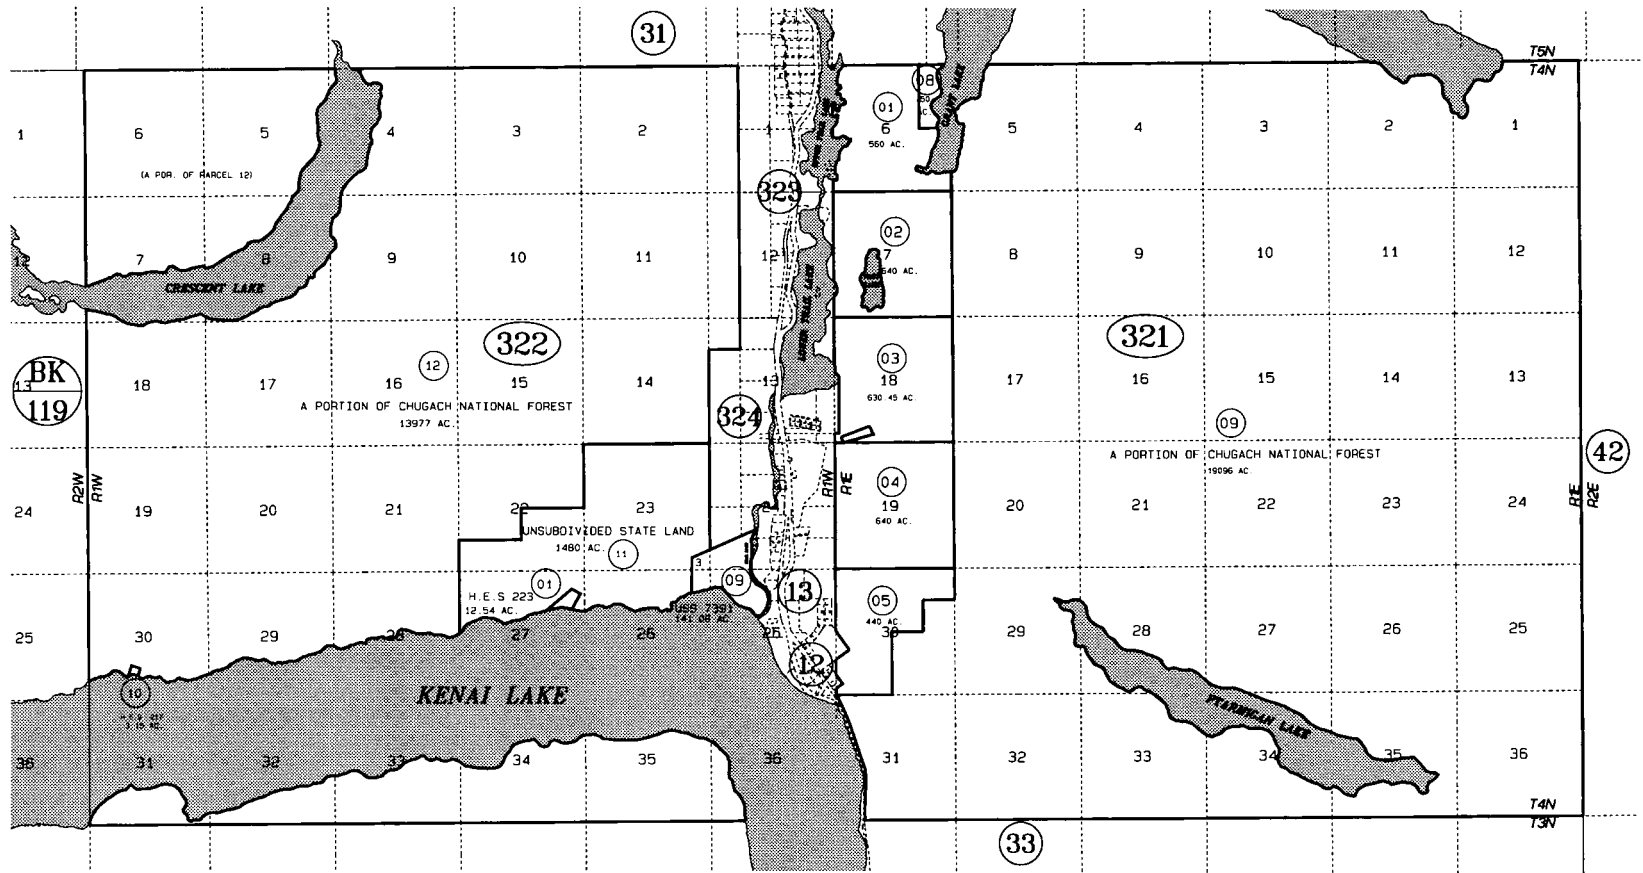 31
T5N
T4N
08
01
1 6 5 4 3 2 1 6 5 4 3 2 1
560 AC.
GRANT LAKE
(A POR. OF PARCEL 12)
323
02
12 7 8 9 10 11 12 7 8 9 10 11 12
640 AC.
CRESCENT LAKE
LOWER TRAIL LAKE
322
321
BK
119
12
03
13 18 17 16 15 14 13 18 17 16 15 14 13
630.45 AC.
A PORTION OF CHUGACH NATIONAL FOREST
13977 AC.
324
09
A PORTION OF CHUGACH NATIONAL FOREST
19096 AC.
42
R2W R1W
R1W R1E
R1E R2E
04
24 19 20 21 22 23 19 20 21 22 23 24
640 AC.
UNSUBDIVIDED STATE LAND
1480 AC.
11
3
01
09
13
H.E.S 223
12.54 AC.
USS 7391
141.08 AC.
05
440 AC.
25 30 29 28 27 26 25 30 29 28 27 26 25
12
10
KENAI LAKE
PTARMIGAN LAKE
36 31 32 33 34 35 36 31 32 33 34 35 36
T4N
T3N
33